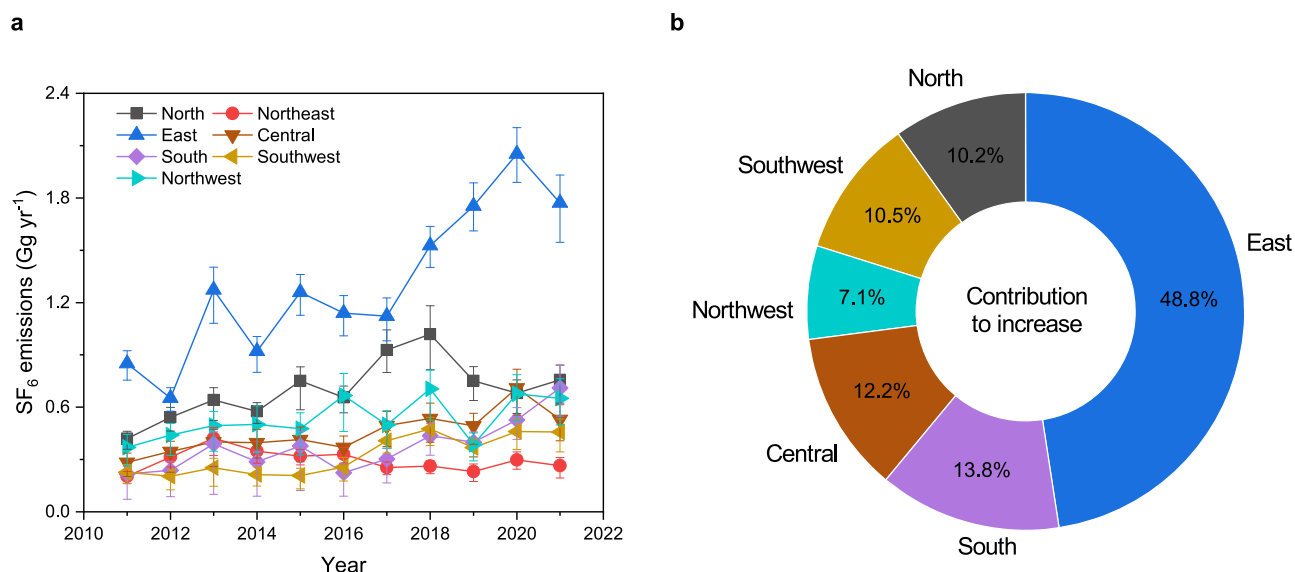 a
2.4
1.8
1.2
0.6
0.0
SF6 emissions (Gg yr-1)
North
Northeast
East
Central
South
Southwest
Northwest
2010
2012
2014
2016
2018
2020
2022
Year
b
North
10.2%
Southwest
10.5%
East
48.8%
Northwest
7.1%
Contribution
to increase
Central
12.2%
13.8%
South